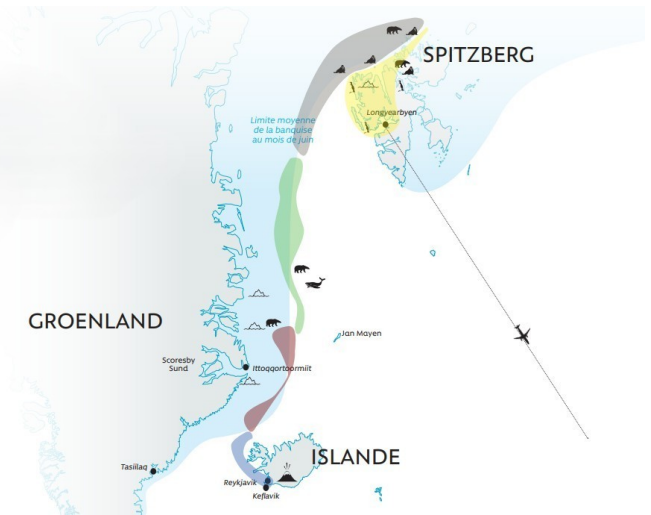 SPITZBERG
Longyearbyen
Limite moyenne
de la banquise
au mois de juin
GROENLAND
Jan Mayen
Scoresby
Sund
Ittoqqortoormiit
ISLANDE
Tasiilaq
Reykjavik
Keflavik